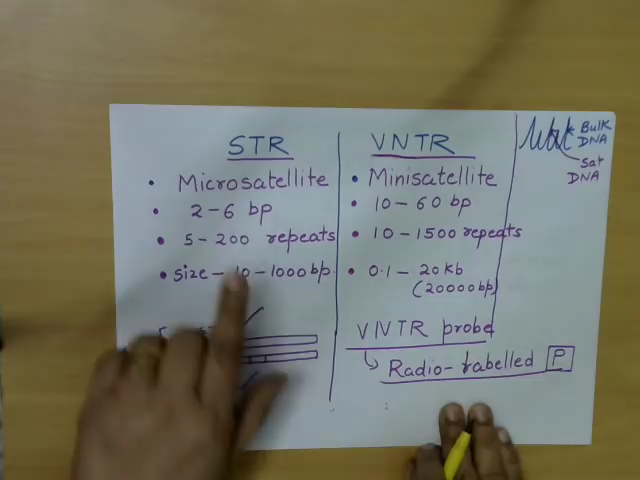 STR
• Microsatellite
• 2-6 bp
• 5-200 repeats
• size - 10 - 1000 bp.
VNTR
• Minisatellite
• 10-60 bp
• 10-1500 repeats
• 0.1 - 20 kb
(20000 bp)
VNTR probe
Radio-labelled P
Bulk
DNA
Sat
DNA